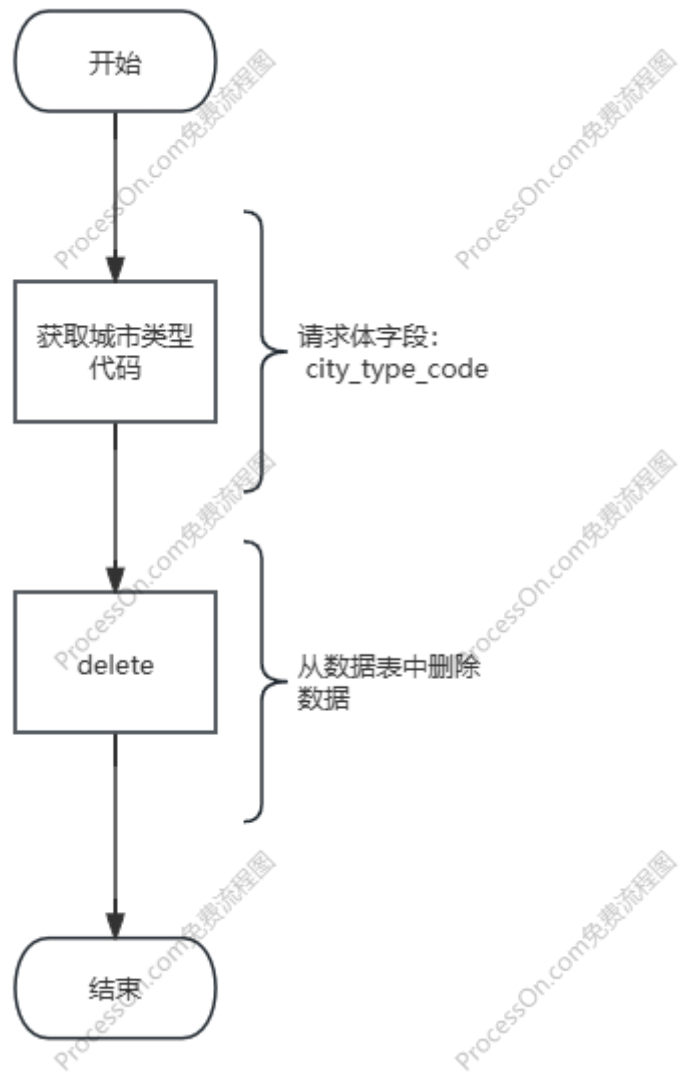 开始
ProcessOn.com免费流程图
ProcessOn.com免费流程图
获取城市类型
代码
请求体字段：
city_type_code
ProcessOn.com免费流程图
ProcessOn.com免费流程图
delete
从数据表中删除
数据
ProcessOn.com免费流程图
ProcessOn.com免费流程图
结束